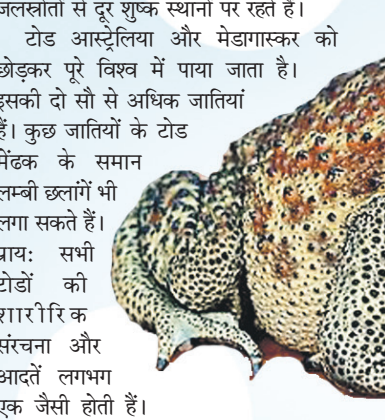 जलस्रोतों से दूर शुष्क स्थानों पर रहते हैं।
टोड आस्ट्रेलिया और मेडागास्कर को
छोड़कर पूरे विश्व में पाया जाता है।
इसकी दो सौ से अधिक जातियां
हैं। कुछ जातियों के टोड
मेंढक के समान
लम्बी छलांगें भी
लगा सकते हैं।
प्राय: सभी
टोडों की
शारीरिक
संरचना और
आदतें लगभग
एक जैसी होती हैं।